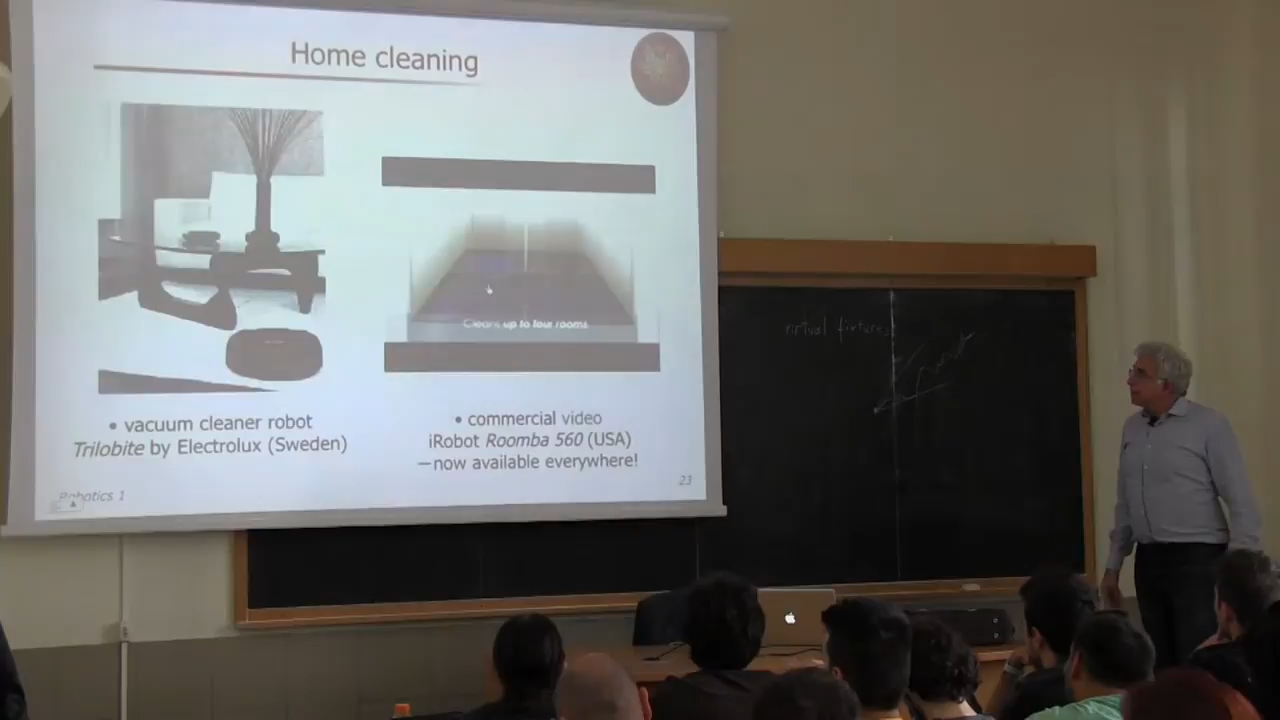 Home cleaning
Cleans up to four rooms
• vacuum cleaner robot
Trilobite by Electrolux (Sweden)
• commercial video
iRobot Roomba 560 (USA)
—now available everywhere!
Robotics 1
23
virtual fixtures